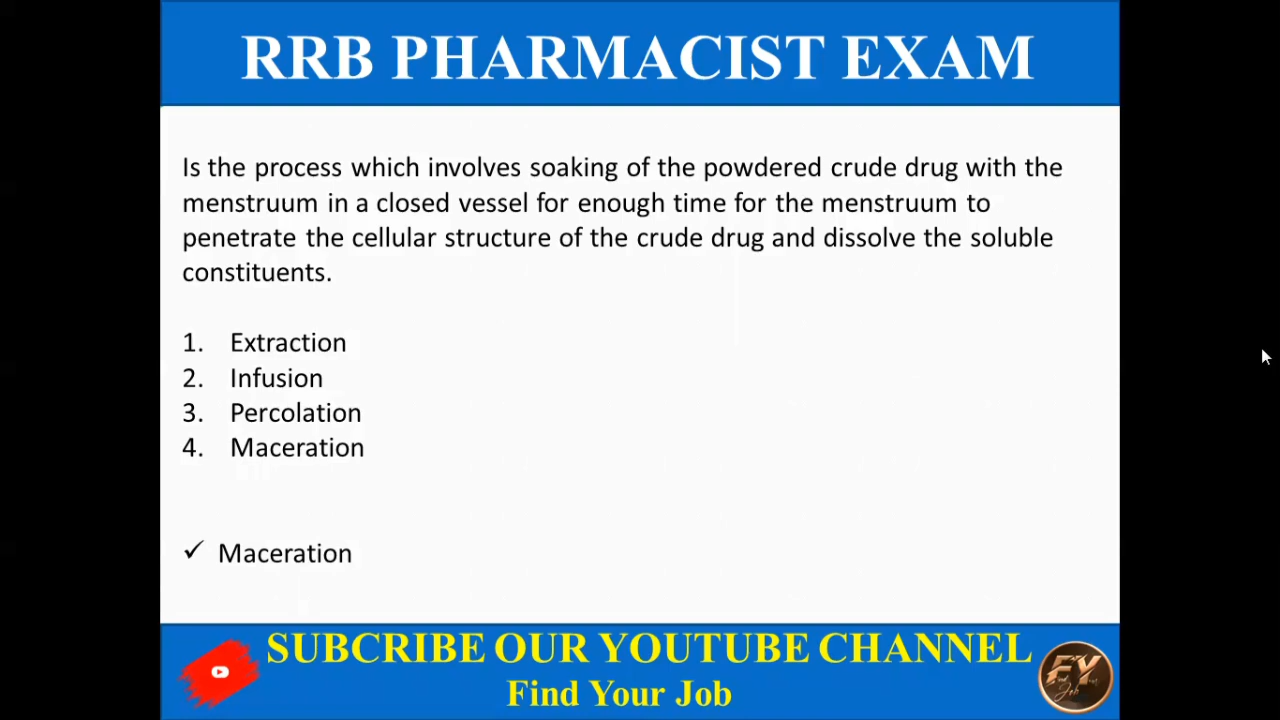 RRB PHARMACIST EXAM
Is the process which involves soaking of the powdered crude drug with the
menstruum in a closed vessel for enough time for the menstruum to
penetrate the cellular structure of the crude drug and dissolve the soluble
constituents.
1. Extraction
2. Infusion
3. Percolation
4. Maceration
✓ Maceration
SUBCRIBE OUR YOUTUBE CHANNEL
Find Your Job
FY